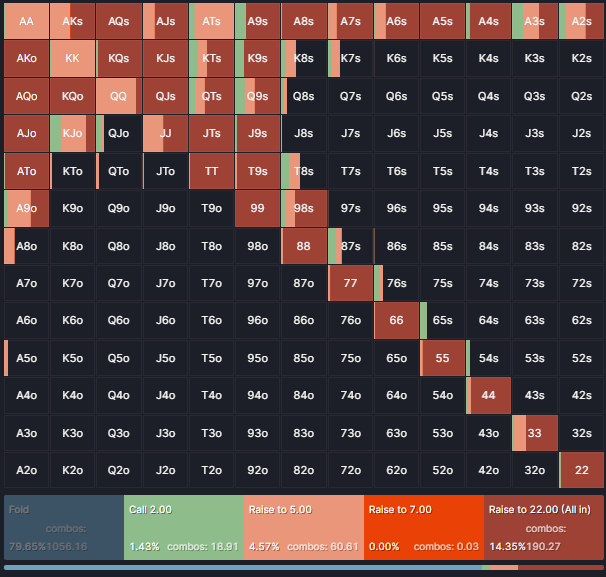 AA AKs AQs AJs ATs A9s A8s A7s A6s A5s A4s A3s A2s
AKo KK KQs KJs KTs K9s K8s K7s K6s K5s K4s K3s K2s
AQo KQo QQ QJs QTs Q9s Q8s Q7s Q6s Q5s Q4s Q3s Q2s
AJo KJo QJo JJ JTs J9s J8s J7s J6s J5s J4s J3s J2s
ATo KTo QTo JTo TT T9s T8s T7s T6s T5s T4s T3s T2s
A9o K9o Q9o J9o T9o 99 98s 97s 96s 95s 94s 93s 92s
A8o K8o Q8o J8o T8o 98o 88 87s 86s 85s 84s 83s 82s
A7o K7o Q7o J7o T7o 97o 87o 77 76s 75s 74s 73s 72s
A6o K6o Q6o J6o T6o 96o 86o 76o 66 65s 64s 63s 62s
A5o K5o Q5o J5o T5o 95o 85o 75o 65o 55 54s 53s 52s
A4o K4o Q4o J4o T4o 94o 84o 74o 64o 54o 44 43s 42s
A3o K3o Q3o J3o T3o 93o 83o 73o 63o 53o 43o 33 32s
A2o K2o Q2o J2o T2o 92o 82o 72o 62o 52o 42o 32o 22
Fold Call 2.00 Raise to 5.00 Raise to 7.00 Raise to 22.00 (All in)
combos: combos:
79.65%1056.16 1.43% combos: 18.91 4.57% combos: 60.61 0.00% combos: 0.03 14.35%190.27